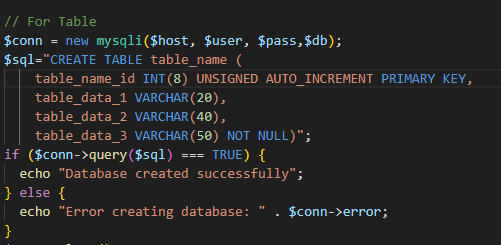 // For Table
$conn = new mysqli($host, $user, $pass,$db);
$sql="CREATE TABLE table_name (
table_name_id INT(8) UNSIGNED AUTO_INCREMENT PRIMARY KEY,
table_data_1 VARCHAR(20),
table_data_2 VARCHAR(40),
table_data_3 VARCHAR(50) NOT NULL)";
if ($conn->query($sql) === TRUE) {
echo "Database created successfully";
} else {
echo "Error creating database: " . $conn->error;
}